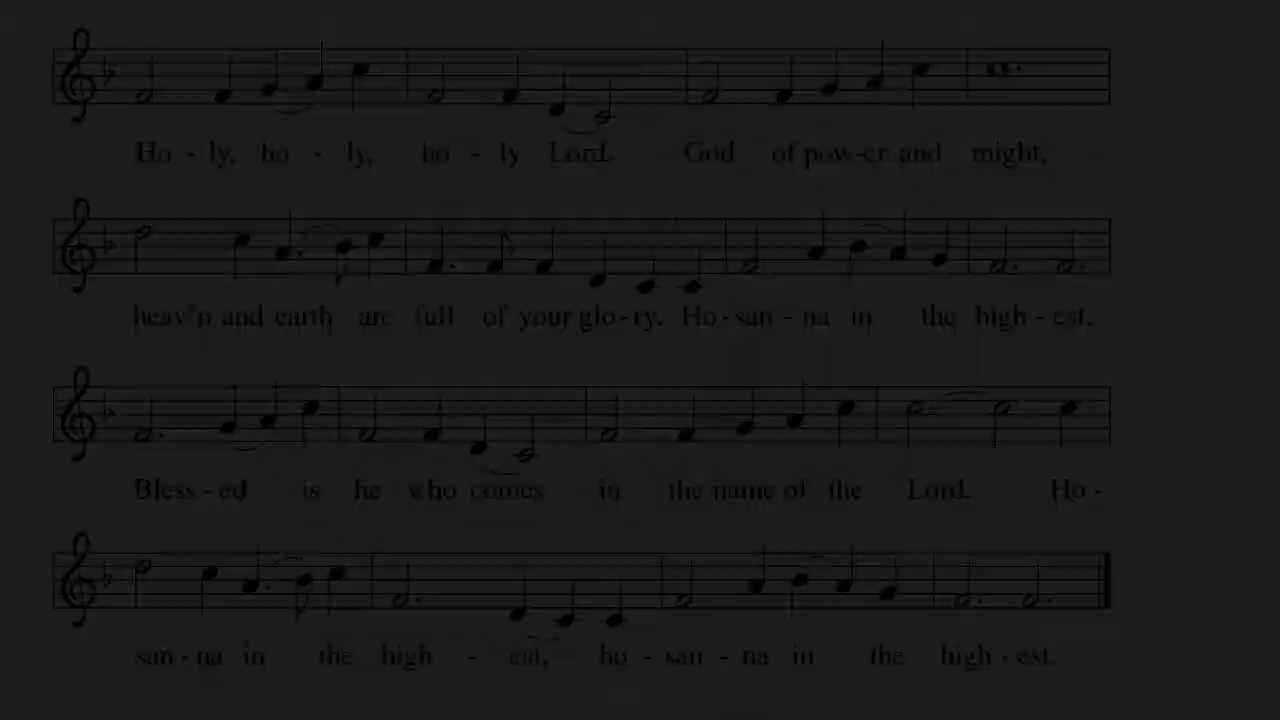 Ho - ly, ho - ly, ho - ly Lord, God of pow-er and might,
heav'n and earth are full of your glo-ry. Ho-san - na in the high - est.
Bless - ed is he who comes in the name of the Lord. Ho -
san - na in the high - est, ho - san - na in the high - est.